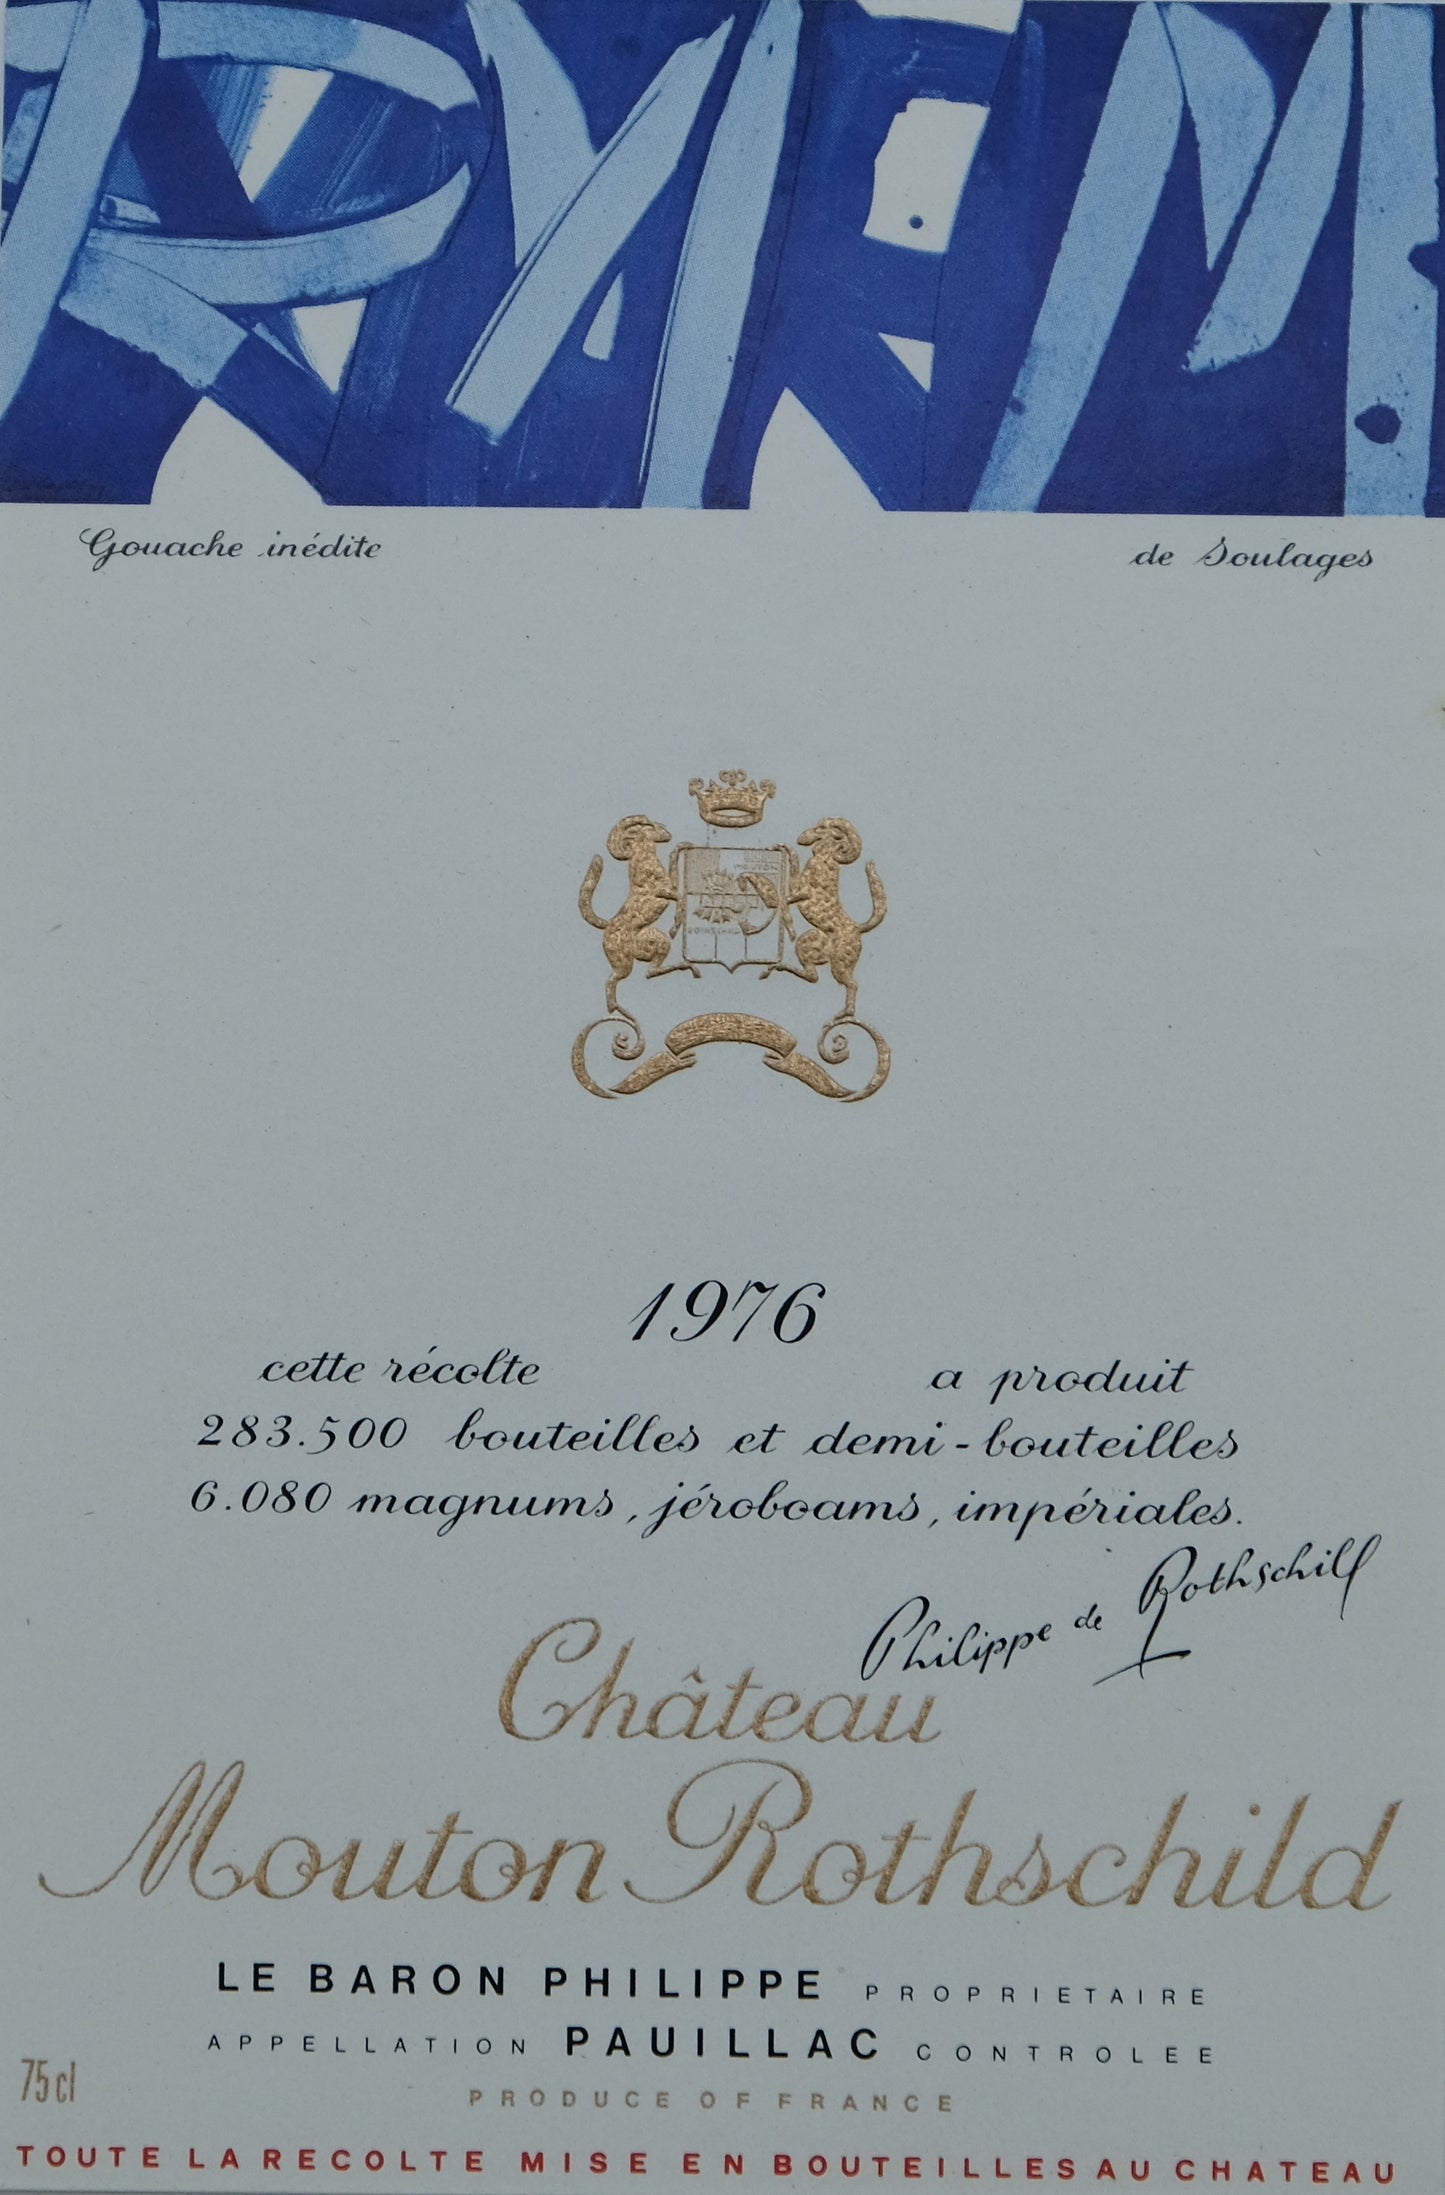 Gouache inédite de Soulages
MOUTON
ROTHSCHILD
1976
cette récolte a produit
283.500 bouteilles et demi-bouteilles
6.080 magnums, jéroboams, impériales.
Philippe de Rothschild
Château
Mouton Rothschild
LE BARON PHILIPPE PROPRIETAIRE
APPELLATION PAUILLAC CONTROLEE
75 cl
PRODUCE OF FRANCE
TOUTE LA RECOLTE MISE EN BOUTEILLES AU CHATEAU